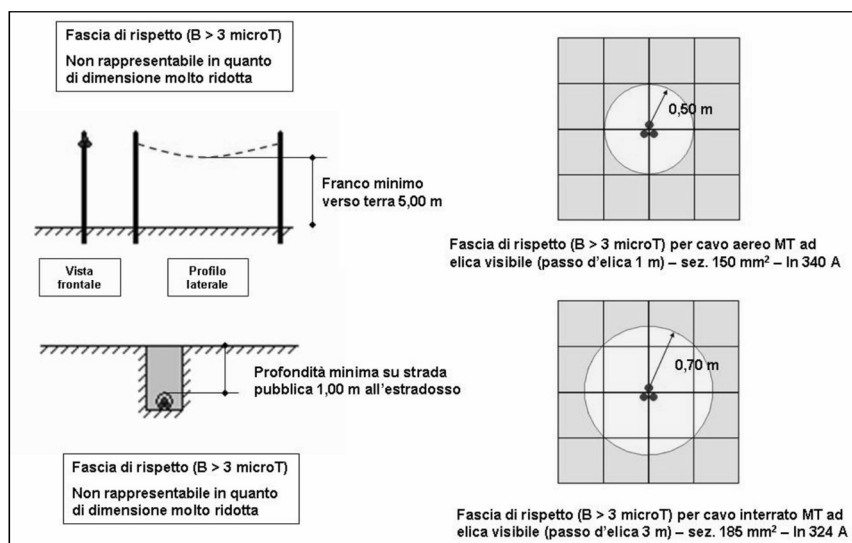 Fascia di rispetto (B > 3 microT)
Non rappresentabile in quanto
di dimensione molto ridotta
Franco minimo
verso terra 5,00 m
Vista
frontale
Profilo
laterale
Profondità minima su strada
pubblica 1,00 m all'estradosso
Fascia di rispetto (B > 3 microT)
Non rappresentabile in quanto
di dimensione molto ridotta
0,50 m
Fascia di rispetto (B > 3 microT) per cavo aereo MT ad
elica visibile (passo d'elica 1 m) – sez. 150 mm² – In 340 A
0,70 m
Fascia di rispetto (B > 3 microT) per cavo interrato MT ad
elica visibile (passo d'elica 3 m) – sez. 185 mm² – In 324 A